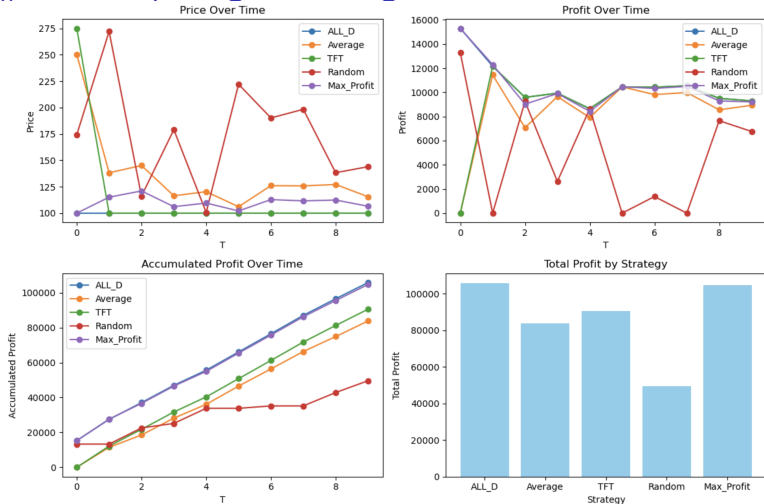 Price Over Time
275
250
225
200
175
150
125
100
Price
0
2
4
6
8
T
ALL_D
Average
TFT
Random
Max_Profit
Profit Over Time
16000
14000
12000
10000
8000
6000
4000
2000
0
Profit
0
2
4
6
8
T
ALL_D
Average
TFT
Random
Max_Profit
Accumulated Profit Over Time
100000
80000
60000
40000
20000
0
Accumulated Profit
0
2
4
6
8
T
ALL_D
Average
TFT
Random
Max_Profit
Total Profit by Strategy
100000
80000
60000
40000
20000
0
Total Profit
ALL_D
Average
TFT
Random
Max_Profit
Strategy